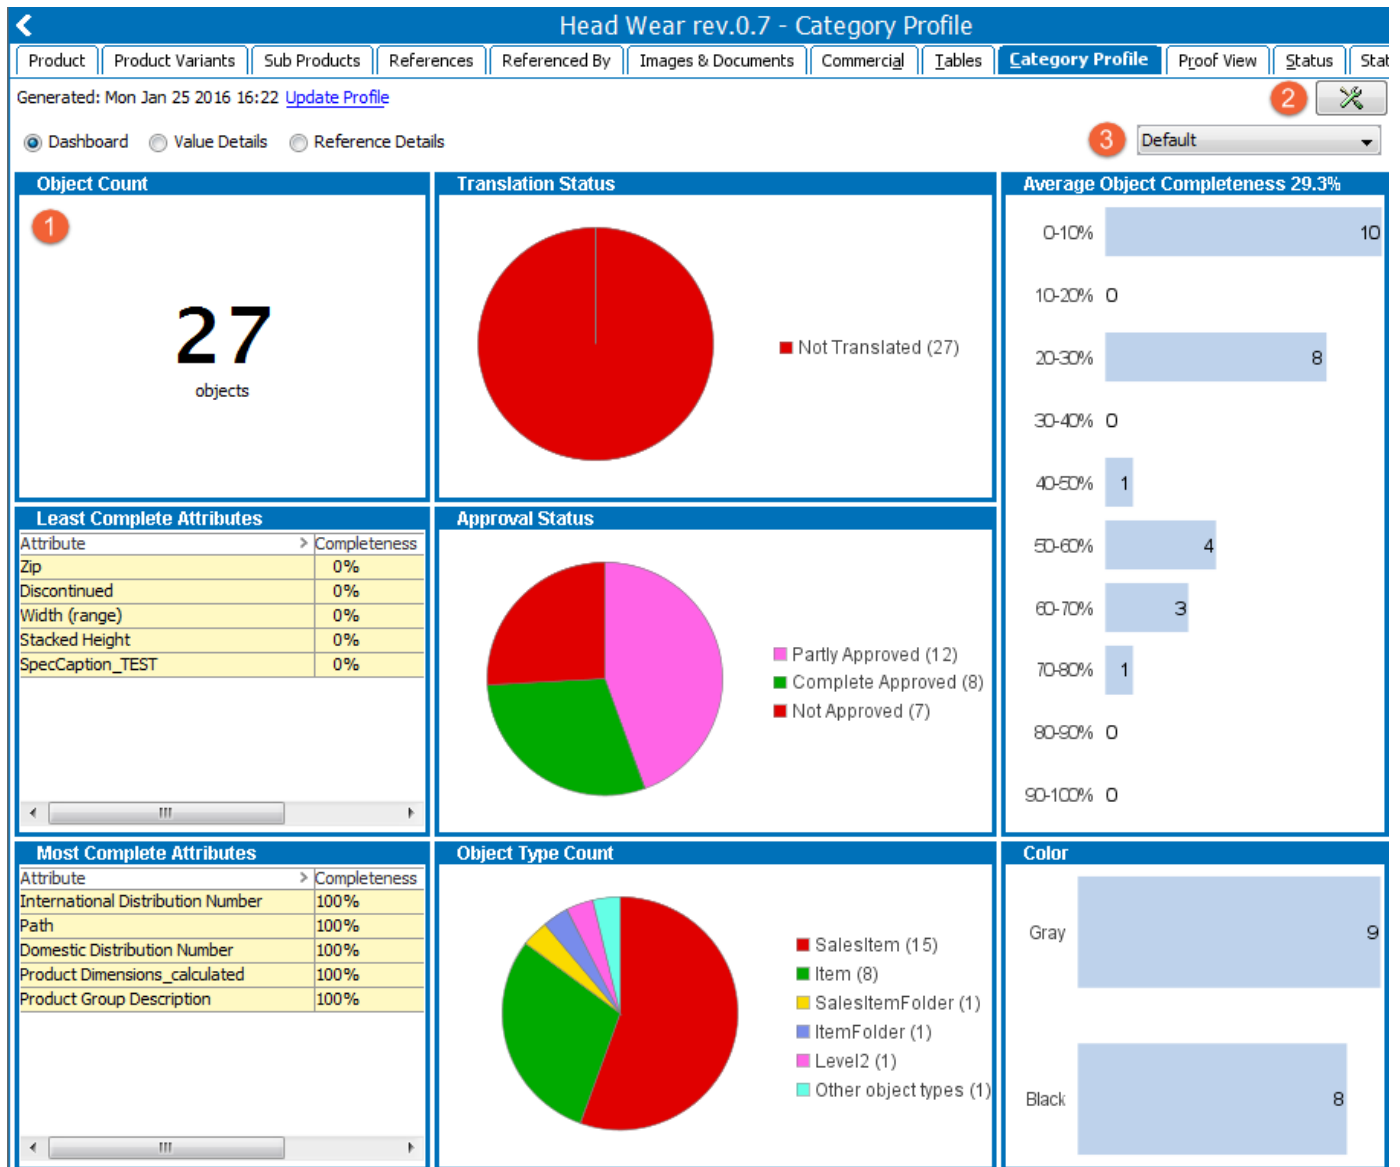 Head Wear rev.0.7 - Category Profile
Product Product Variants Sub Products References Referenced By Images & Documents Commercial Tables Category Profile Proof View Status Stat
Generated: Mon Jan 25 2016 16:22 Update Profile
2
Dashboard Value Details Reference Details
3 Default
Object Count
1
27
objects
Translation Status
Not Translated (27)
Average Object Completeness 29.3%
0-10% 10
10-20% 0
20-30% 8
30-40% 0
40-50% 1
50-60% 4
60-70% 3
70-80% 1
80-90% 0
90-100% 0
Least Complete Attributes
Attribute > Completeness
Zip 0%
Discontinued 0%
Width (range) 0%
Stacked Height 0%
SpecCaption_TEST 0%
Approval Status
Partly Approved (12)
Complete Approved (8)
Not Approved (7)
Most Complete Attributes
Attribute > Completeness
International Distribution Number 100%
Path 100%
Domestic Distribution Number 100%
Product Dimensions_calculated 100%
Product Group Description 100%
Object Type Count
SalesItem (15)
Item (8)
SalesItemFolder (1)
ItemFolder (1)
Level2 (1)
Other object types (1)
Color
Gray 9
Black 8